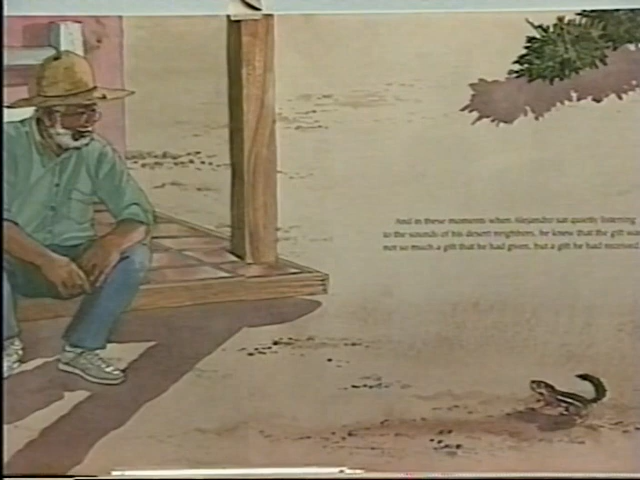 And in these moments when Alejandro sat quietly listening
to the sounds of his desert neighbors, he knew that the gift was
not so much a gift that he had given, but a gift he had received.